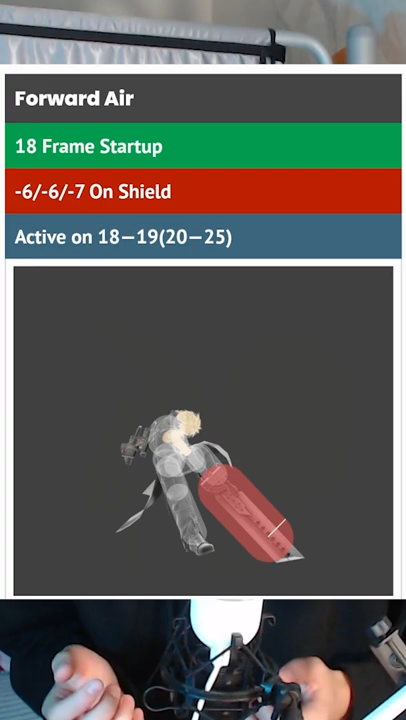 Forward Air
18 Frame Startup
-6/-6/-7 On Shield
Active on 18—19(20—25)